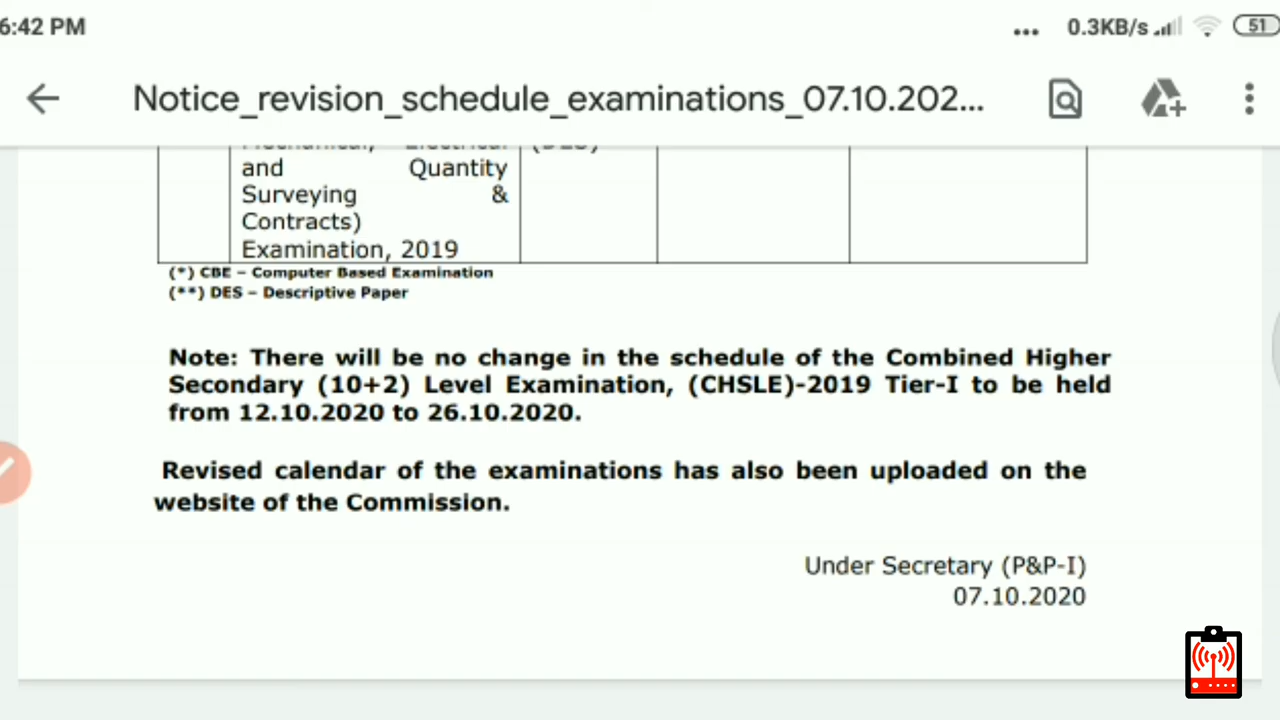 6:42 PM
0.3KB/s
51
Notice_revision_schedule_examinations_07.10.202...
and Quantity
Surveying &
Contracts)
Examination, 2019
(*) CBE – Computer Based Examination
(**) DES – Descriptive Paper
Note: There will be no change in the schedule of the Combined Higher
Secondary (10+2) Level Examination, (CHSLE)-2019 Tier-I to be held
from 12.10.2020 to 26.10.2020.
Revised calendar of the examinations has also been uploaded on the
website of the Commission.
Under Secretary (P&P-I)
07.10.2020